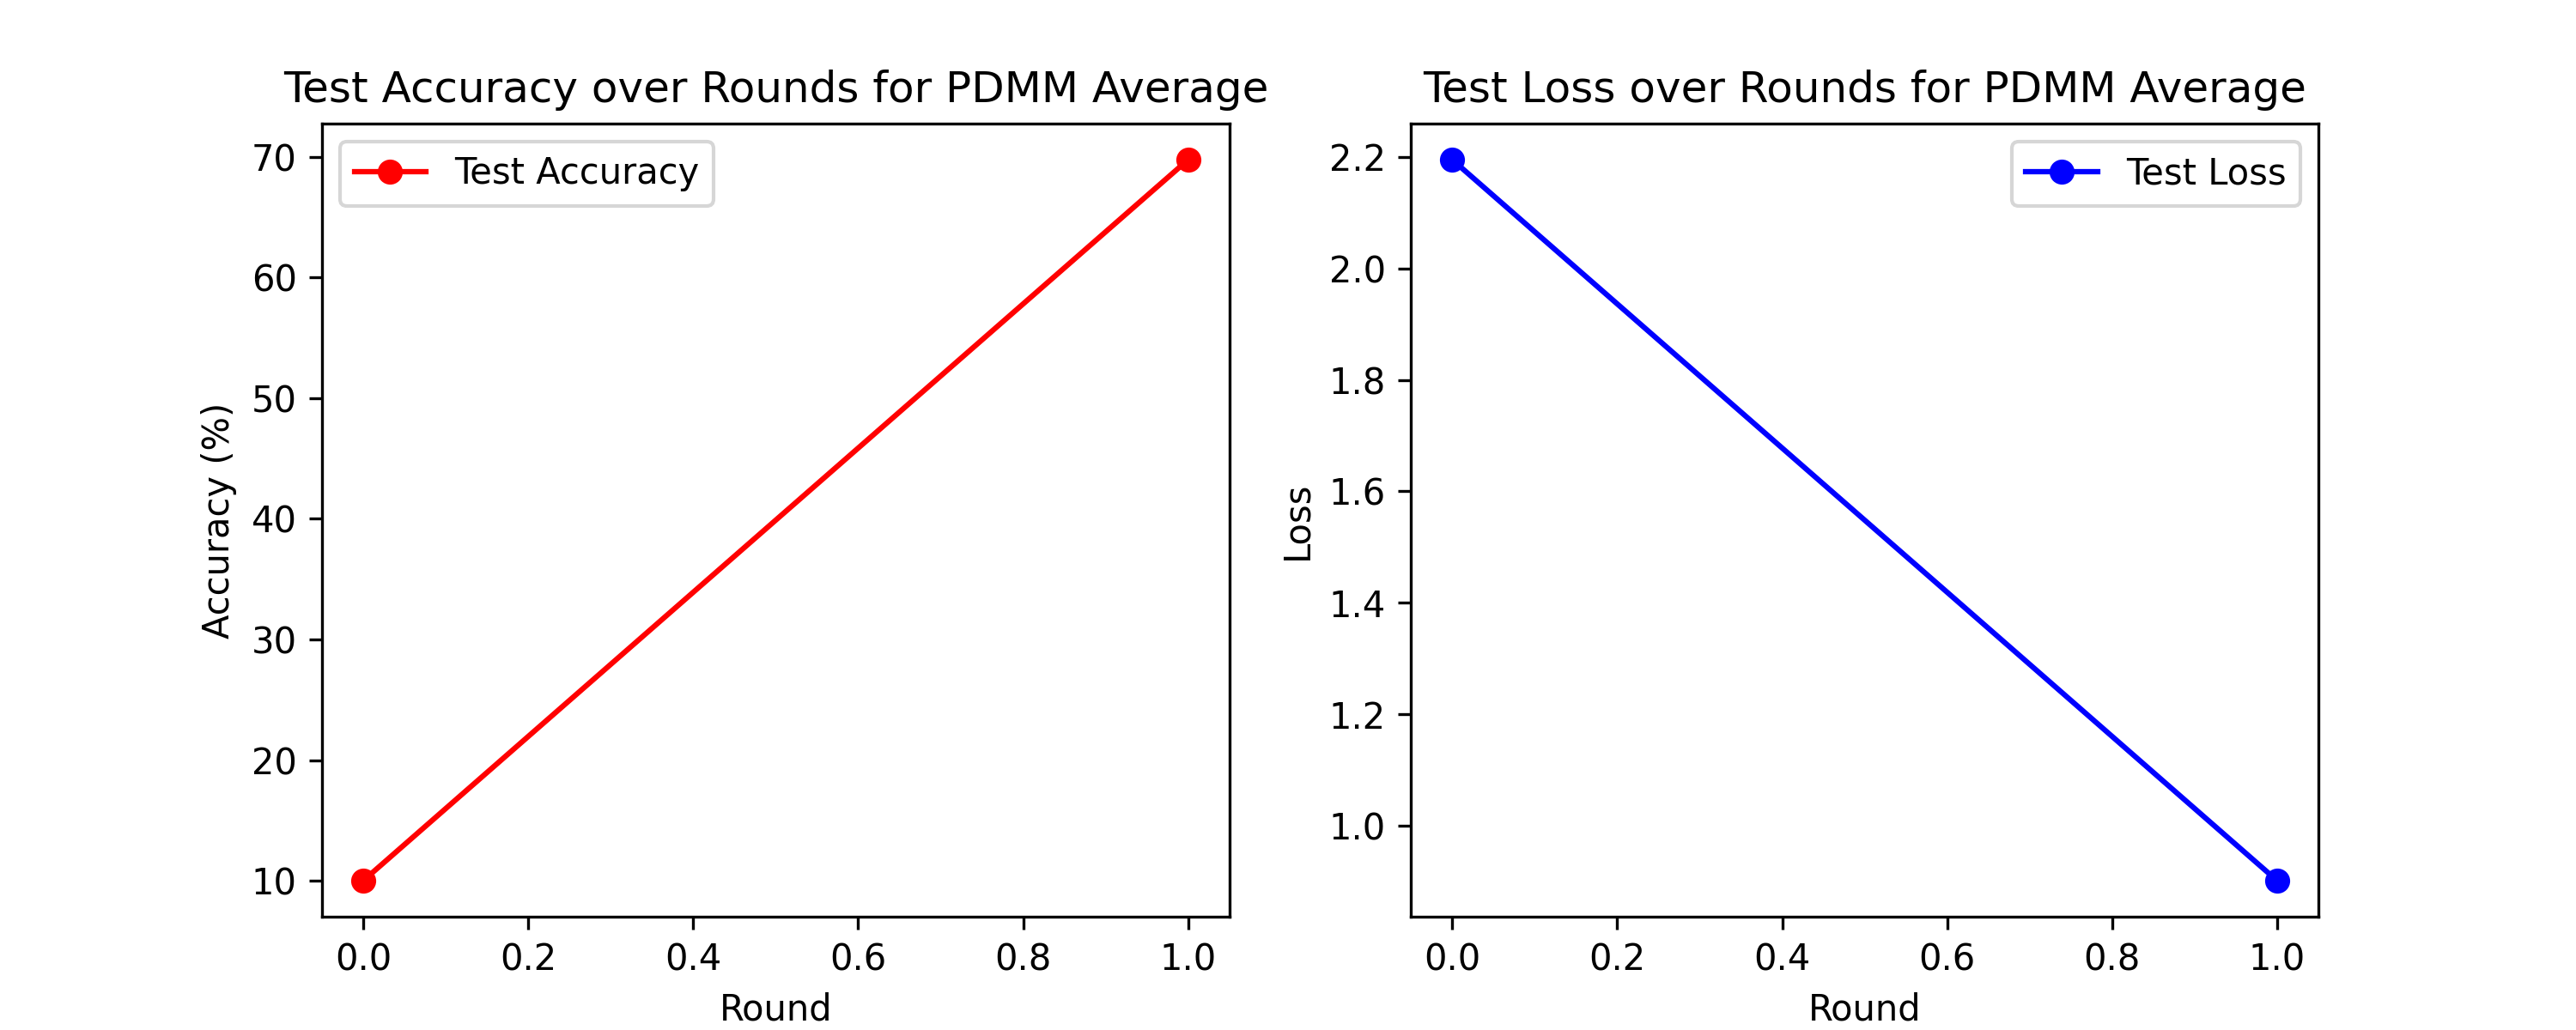 Test Accuracy over Rounds for PDMM Average
Test Accuracy
70
60
50
40
30
20
10
Accuracy (%)
0.0 0.2 0.4 0.6 0.8 1.0
Round
Test Loss over Rounds for PDMM Average
Test Loss
2.2
2.0
1.8
1.6
1.4
1.2
1.0
Loss
0.0 0.2 0.4 0.6 0.8 1.0
Round